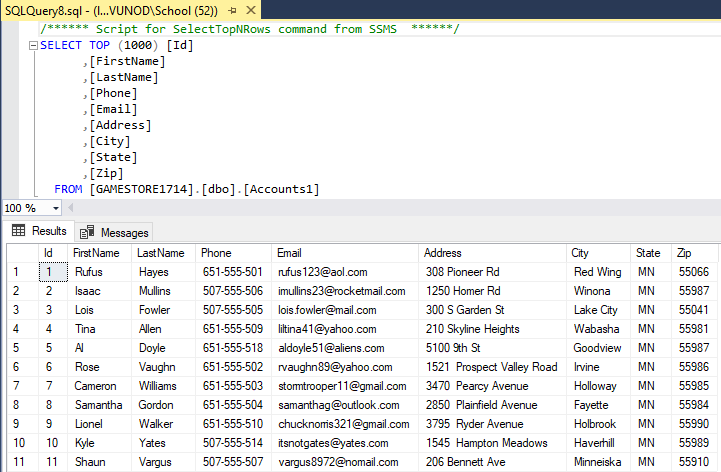 SQLQuery8.sql - (l...VUNOD\School (52))
/****** Script for SelectTopNRows command from SSMS ******/
SELECT TOP (1000) [Id]
,[FirstName]
,[LastName]
,[Phone]
,[Email]
,[Address]
,[City]
,[State]
,[Zip]
FROM [GAMESTORE1714].[dbo].[Accounts1]
100 %
Results Messages
Id FirstName LastName Phone Email Address City State Zip
1 1 Rufus Hayes 651-555-501 rufus123@aol.com 308 Pioneer Rd Red Wing MN 55066
2 2 Isaac Mullins 507-555-506 imullins23@rocketmail.com 1250 Homer Rd Winona MN 55987
3 3 Lois Fowler 507-555-505 lois.fowler@mail.com 300 S Garden St Lake City MN 55041
4 4 Tina Allen 651-555-509 liltina41@yahoo.com 210 Skyline Heights Wabasha MN 55981
5 5 Al Doyle 651-555-518 aldoyle51@aliens.com 5100 9th St Goodview MN 55987
6 6 Rose Vaughn 651-555-502 rvaughn89@yahoo.com 1521 Prospect Valley Road Irvine MN 55986
7 7 Cameron Williams 651-555-503 stormtrooper11@gmail.com 3470 Pearcy Avenue Holloway MN 55985
8 8 Samantha Gordon 651-555-504 samanthag@outlook.com 2850 Plainfield Avenue Fayette MN 55984
9 9 Lionel Walker 651-555-510 chucknorris321@gmail.com 3795 Ryder Avenue Holbrook MN 55990
10 10 Kyle Yates 507-555-514 itsnotgates@yates.com 1545 Hampton Meadows Haverhill MN 55989
11 11 Shaun Vargus 507-555-507 vargus8972@nomail.com 206 Bennett Ave Minneiska MN 55910